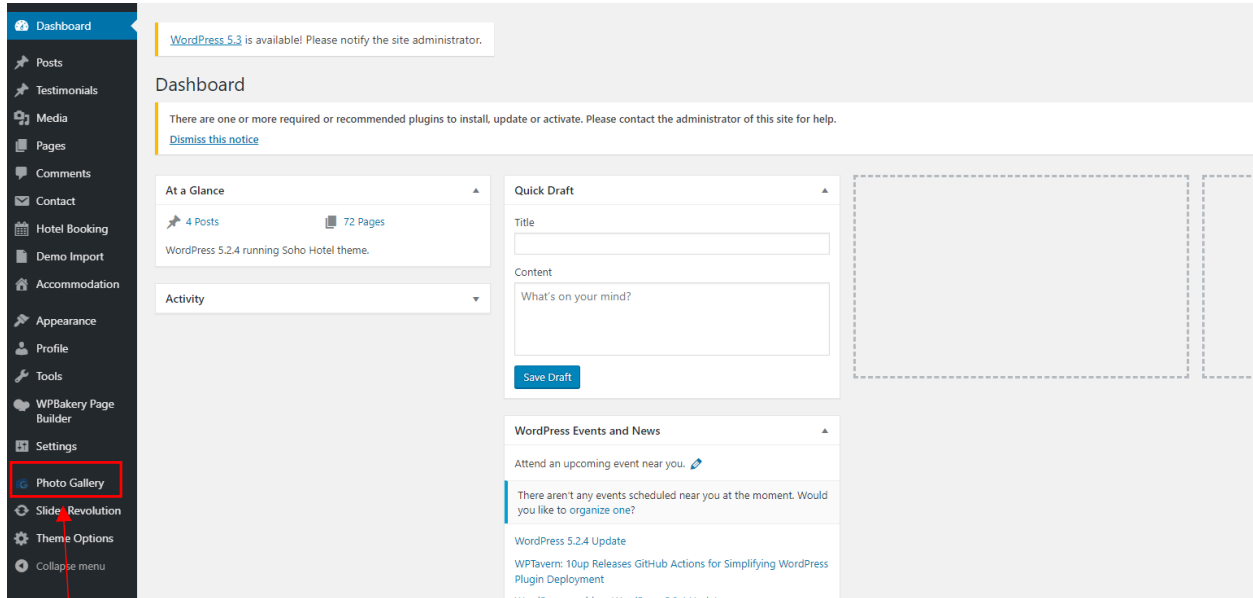 Dashboard
Posts
Testimonials
Media
Pages
Comments
Contact
Hotel Booking
Demo Import
Accommodation
Appearance
Profile
Tools
WPBakery Page
Builder
Settings
Photo Gallery
Slider Revolution
Theme Options
Collapse menu
WordPress 5.3 is available! Please notify the site administrator.
Dashboard
There are one or more required or recommended plugins to install, update or activate. Please contact the administrator of this site for help.
Dismiss this notice
At a Glance
4 Posts 72 Pages
WordPress 5.2.4 running Soho Hotel theme.
Activity
Quick Draft
Title
Content
What's on your mind?
Save Draft
WordPress Events and News
Attend an upcoming event near you.
There aren't any events scheduled near you at the moment. Would
you like to organize one?
WordPress 5.2.4 Update
WPTavern: 10up Releases GitHub Actions for Simplifying WordPress
Plugin Deployment